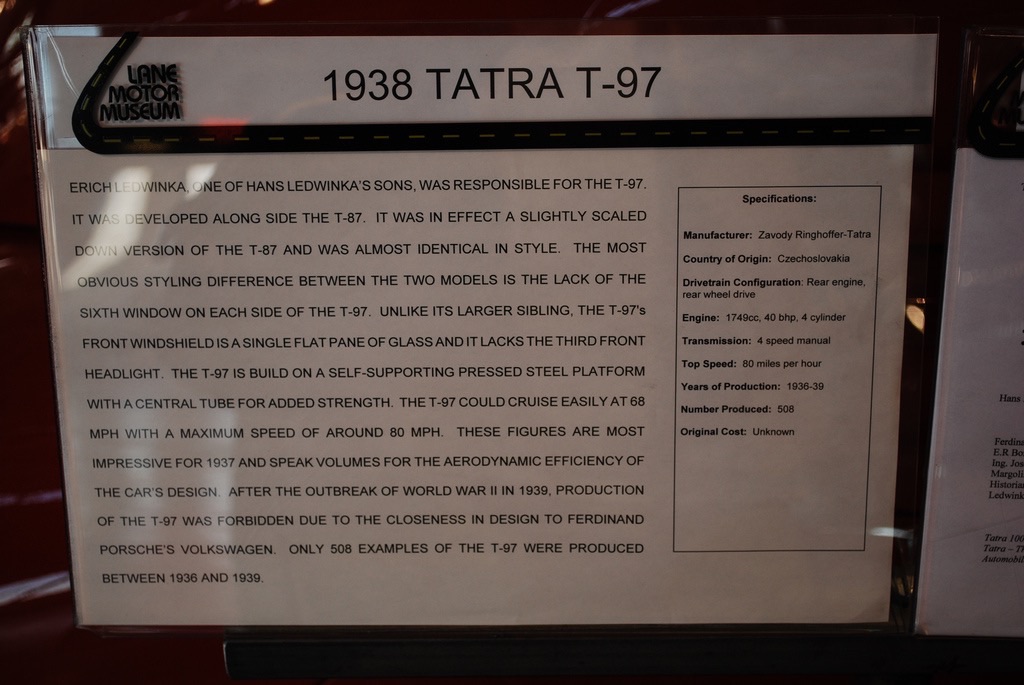 LANE
MOTOR
MUSEUM
1938 TATRA T-97
ERICH LEDWINKA, ONE OF HANS LEDWINKA'S SONS, WAS RESPONSIBLE FOR THE T-97.
IT WAS DEVELOPED ALONG SIDE THE T-87. IT WAS IN EFFECT A SLIGHTLY SCALED
DOWN VERSION OF THE T-87 AND WAS ALMOST IDENTICAL IN STYLE. THE MOST
OBVIOUS STYLING DIFFERENCE BETWEEN THE TWO MODELS IS THE LACK OF THE
SIXTH WINDOW ON EACH SIDE OF THE T-97. UNLIKE ITS LARGER SIBLING, THE T-97's
FRONT WINDSHIELD IS A SINGLE FLAT PANE OF GLASS AND IT LACKS THE THIRD FRONT
HEADLIGHT. THE T-97 IS BUILD ON A SELF-SUPPORTING PRESSED STEEL PLATFORM
WITH A CENTRAL TUBE FOR ADDED STRENGTH. THE T-97 COULD CRUISE EASILY AT 68
MPH WITH A MAXIMUM SPEED OF AROUND 80 MPH. THESE FIGURES ARE MOST
IMPRESSIVE FOR 1937 AND SPEAK VOLUMES FOR THE AERODYNAMIC EFFICIENCY OF
THE CAR'S DESIGN. AFTER THE OUTBREAK OF WORLD WAR II IN 1939, PRODUCTION
OF THE T-97 WAS FORBIDDEN DUE TO THE CLOSENESS IN DESIGN TO FERDINAND
PORSCHE'S VOLKSWAGEN. ONLY 508 EXAMPLES OF THE T-97 WERE PRODUCED
BETWEEN 1936 AND 1939.
Specifications:
Manufacturer: Zavody Ringhoffer-Tatra
Country of Origin: Czechoslovakia
Drivetrain Configuration: Rear engine,
rear wheel drive
Engine: 1749cc, 40 bhp, 4 cylinder
Transmission: 4 speed manual
Top Speed: 80 miles per hour
Years of Production: 1936-39
Number Produced: 508
Original Cost: Unknown
Hans
E.R.
Ing.
Tatra
Tatra –